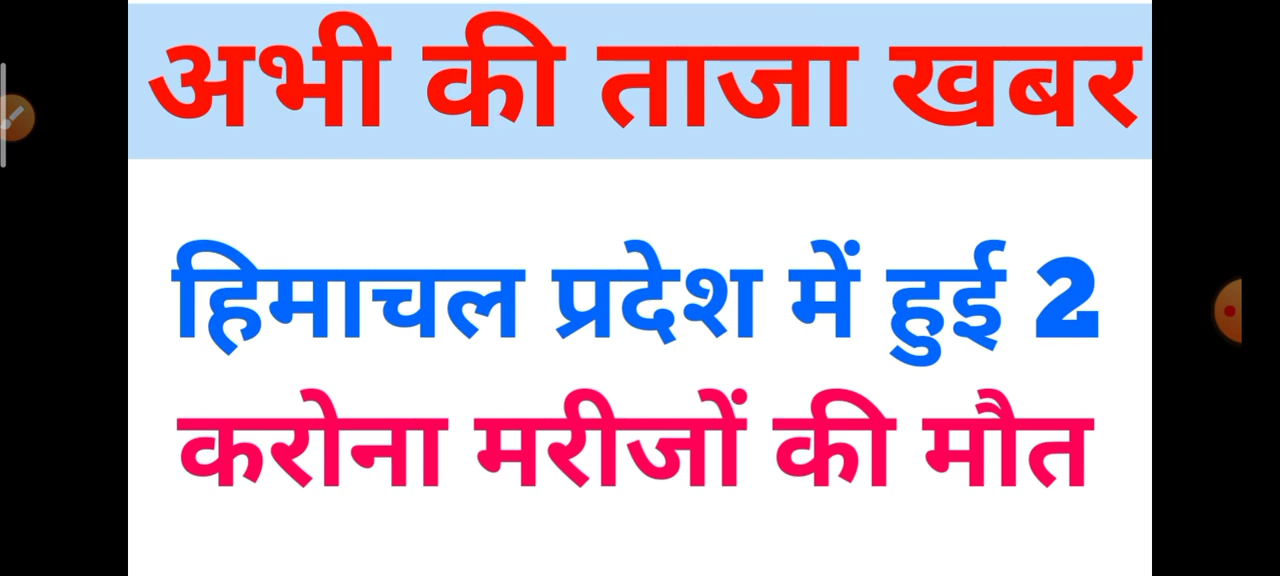 अभी की ताजा खबर
हिमाचल प्रदेश में हुई 2
करोना मरीजों की मौत